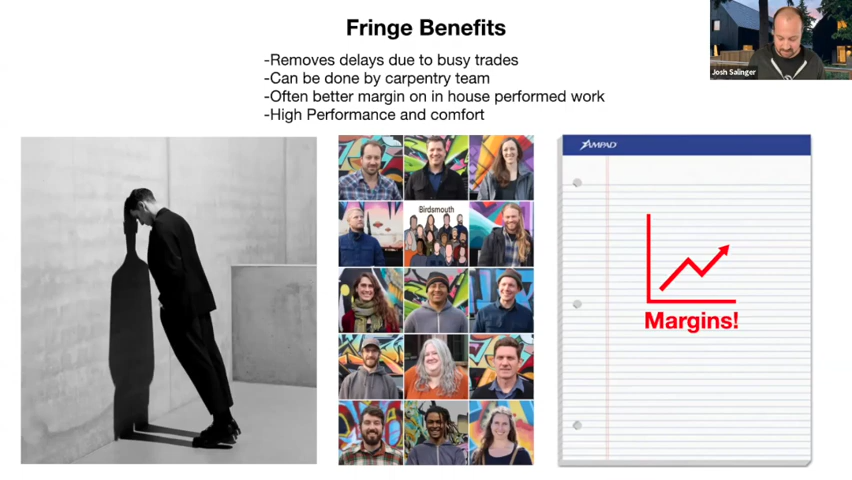 Fringe Benefits
-Removes delays due to busy trades
-Can be done by carpentry team
-Often better margin on in house performed work
-High Performance and comfort
Josh Salinger
Birdsmouth
AMPAD
Margins!